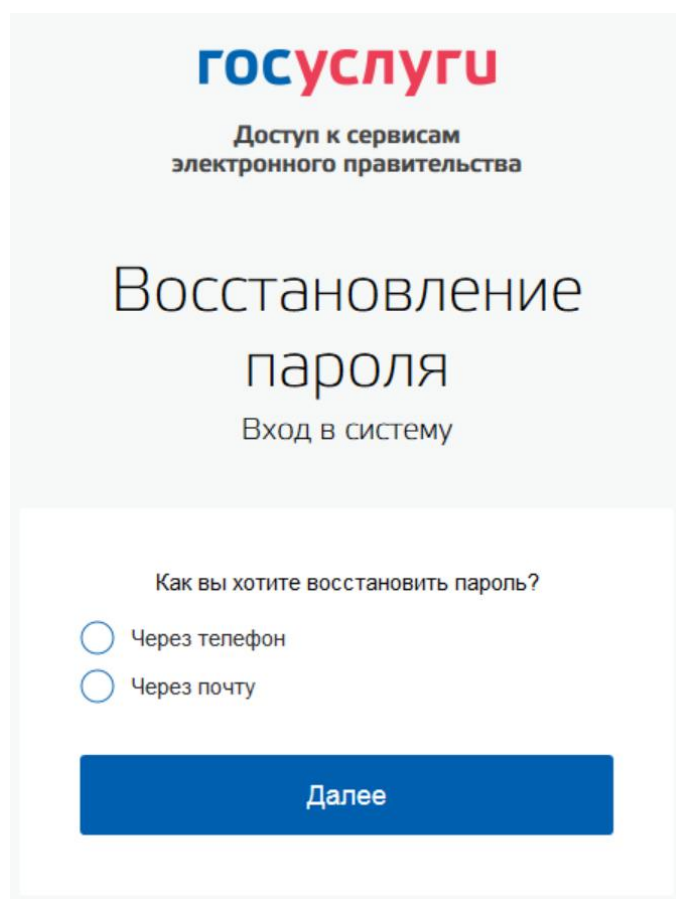 госуслуги
Доступ к сервисам
электронного правительства
Восстановление
пароля
Вход в систему
Как вы хотите восстановить пароль?
Через телефон
Через почту
Далее